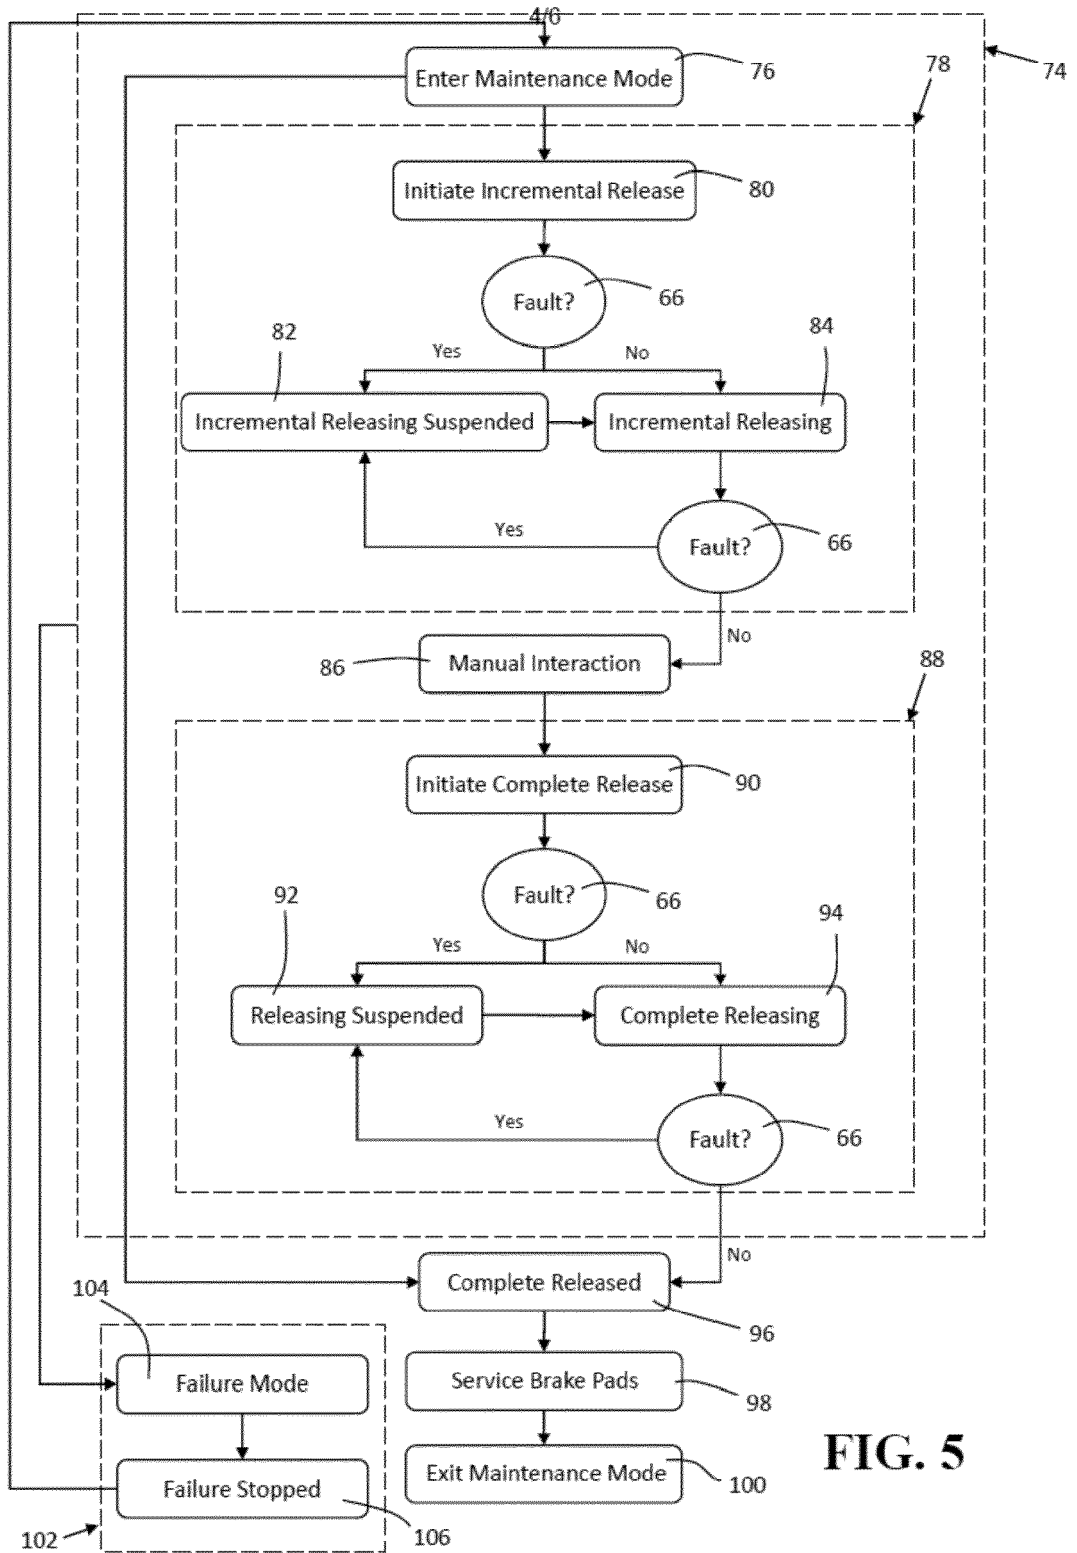 4/6
Enter Maintenance Mode
76
78
74
Initiate Incremental Release
80
Fault?
66
82
84
Yes
No
Incremental Releasing Suspended
Incremental Releasing
Yes
Fault?
66
No
86
Manual Interaction
88
Initiate Complete Release
90
Fault?
66
92
94
Yes
No
Releasing Suspended
Complete Releasing
Yes
Fault?
66
No
Complete Released
96
104
Failure Mode
Service Brake Pads
98
FIG. 5
Failure Stopped
Exit Maintenance Mode
100
102
106